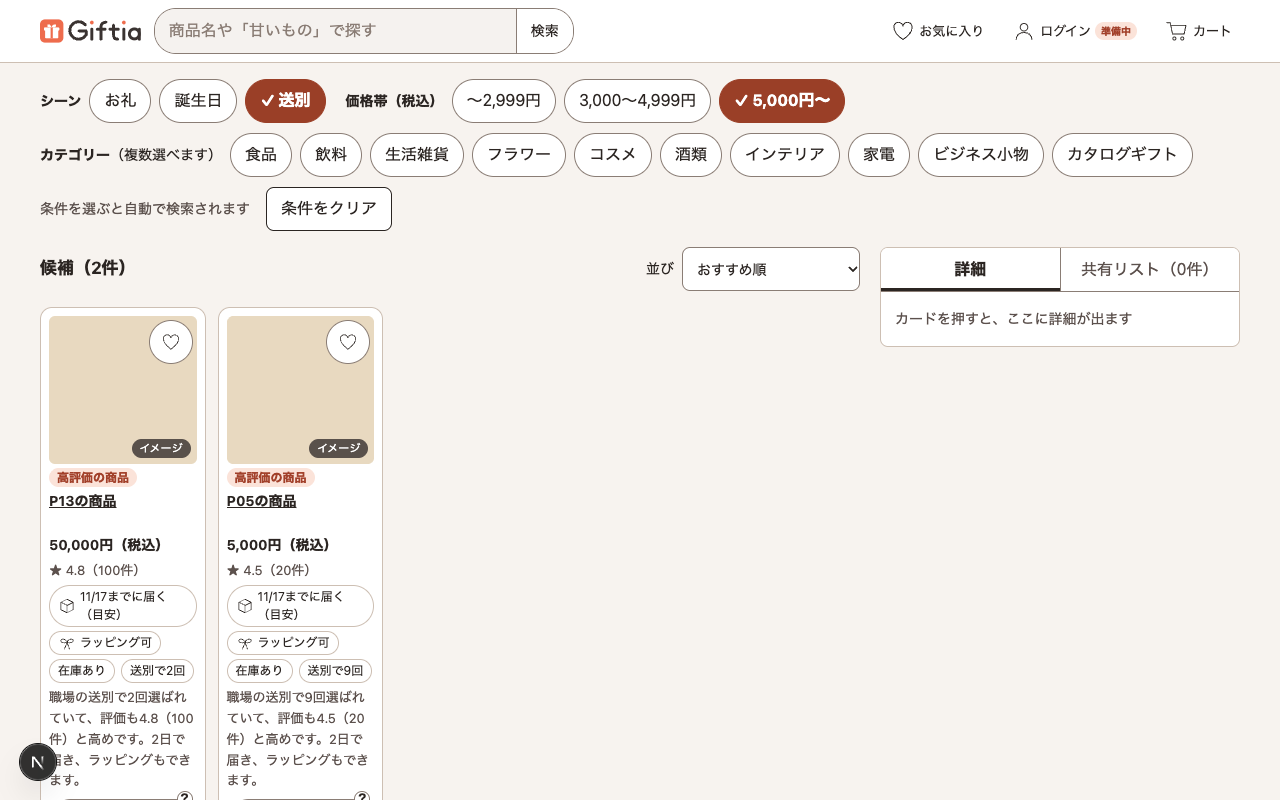 Giftia
商品名や「甘いもの」で探す
検索
お気に入り
ログイン 準備中
カート
シーン お礼 誕生日 送別 価格帯（税込） 〜2,999円 3,000〜4,999円 5,000円〜
カテゴリー（複数選べます） 食品 飲料 生活雑貨 フラワー コスメ 酒類 インテリア 家電 ビジネス小物 カタログギフト
条件を選ぶと自動で検索されます 条件をクリア
候補（2件）
並び おすすめ順
詳細 共有リスト（0件）
カードを押すと、ここに詳細が出ます
イメージ
高評価の商品
P13の商品
50,000円（税込）
★ 4.8（100件）
11/17までに届く
（目安）
ラッピング可
在庫あり 送別で2回
職場の送別で2回選ばれ
ていて、評価も4.8（100
件）と高めです。2日で
届き、ラッピングもでき
ます。
?
イメージ
高評価の商品
P05の商品
5,000円（税込）
★ 4.5（20件）
11/17までに届く
（目安）
ラッピング可
在庫あり 送別で9回
職場の送別で9回選ばれ
ていて、評価も4.5（20
件）と高めです。2日で
届き、ラッピングもでき
ます。
?
N